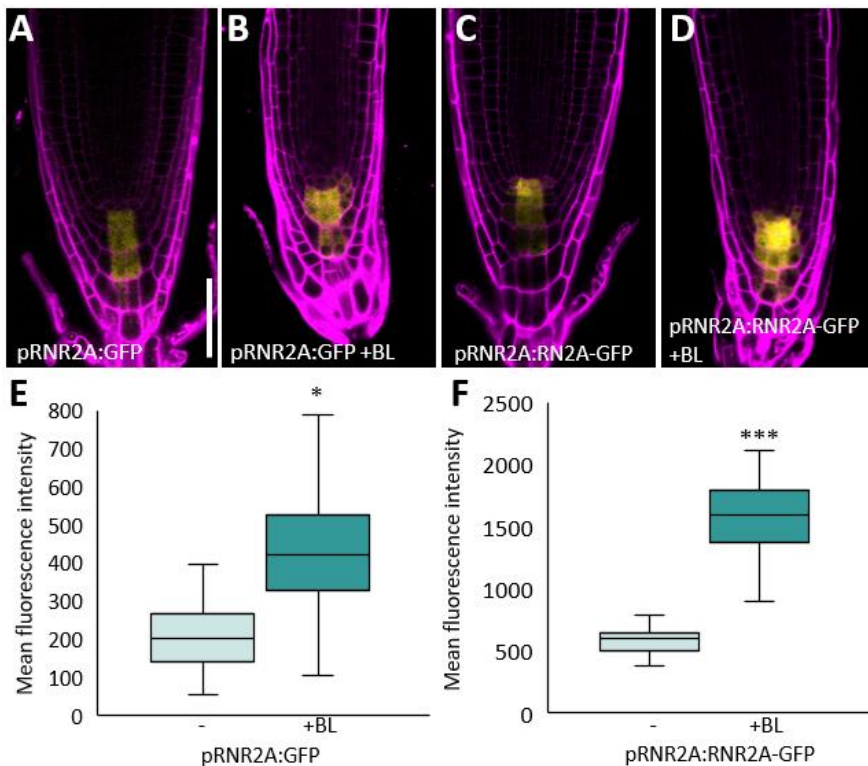 A
B
C
D
pRNR2A:GFP
pRNR2A:GFP +BL
pRNR2A:RN2A-GFP
pRNR2A:RNR2A-GFP
+BL
E
Mean fluorescence intensity
800
700
600
500
400
300
200
100
0
*
-
+BL
pRNR2A:GFP
F
Mean fluorescence intensity
2500
2000
1500
1000
500
0
***
-
+BL
pRNR2A:RNR2A-GFP